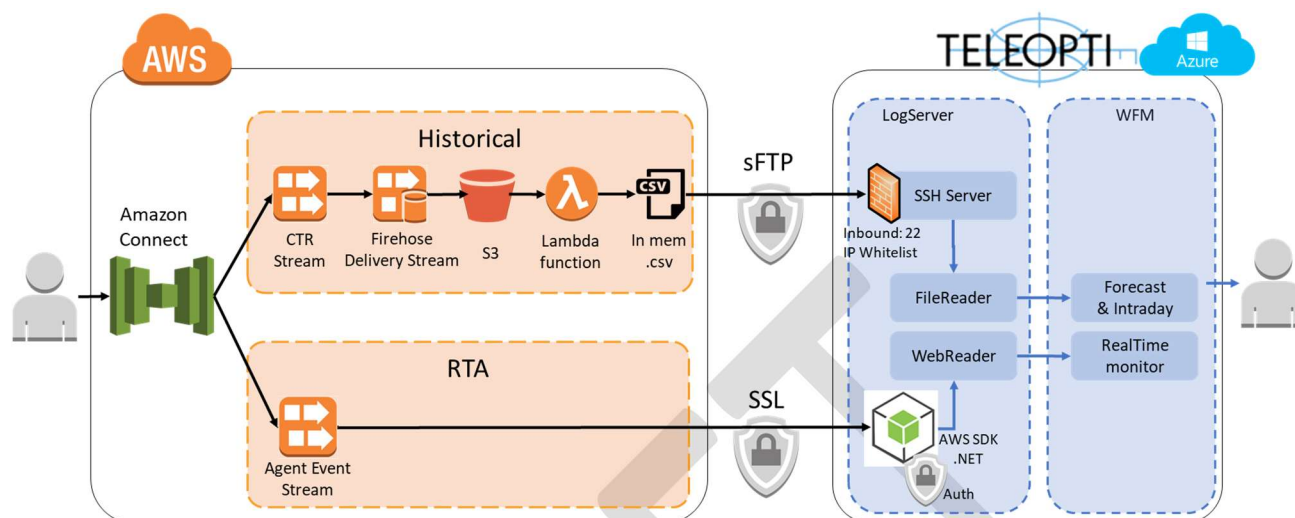 AWS
TELEOPTI
Azure
Historical
LogServer
WFM
sFTP
CSV
λ
SSH Server
Amazon
Connect
CTR
Stream
Firehose
Delivery Stream
S3
Lambda
function
In mem
.csv
Inbound: 22
IP Whitelist
FileReader
Forecast
& Intraday
WebReader
RealTime
monitor
RTA
SSL
Agent Event
Stream
AWS SDK
.NET
Auth